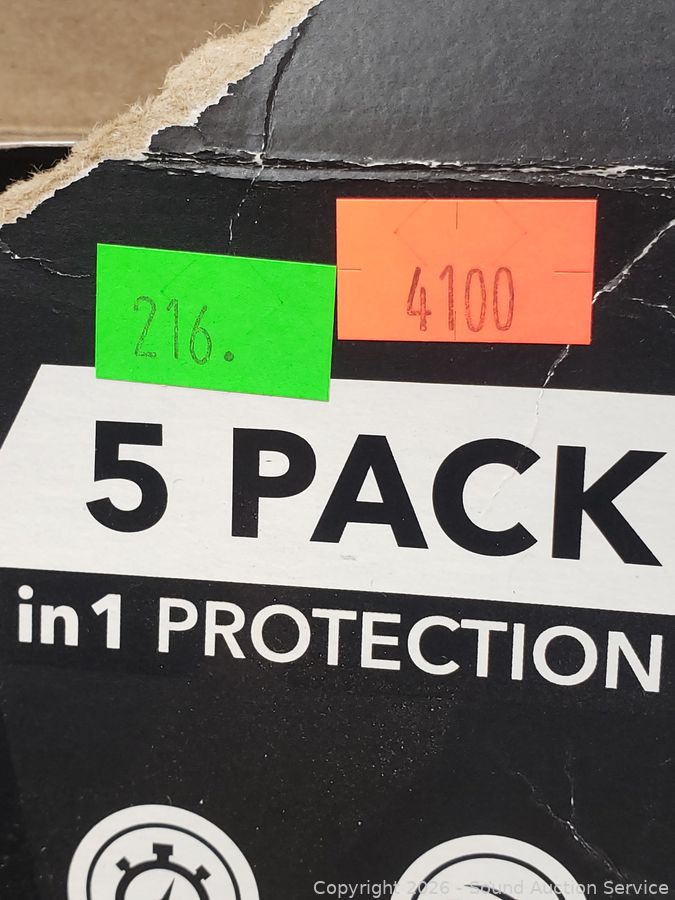 216.
4100
5 PACK
in1 PROTECTION
Copyright 2026 - Sound Auction Service